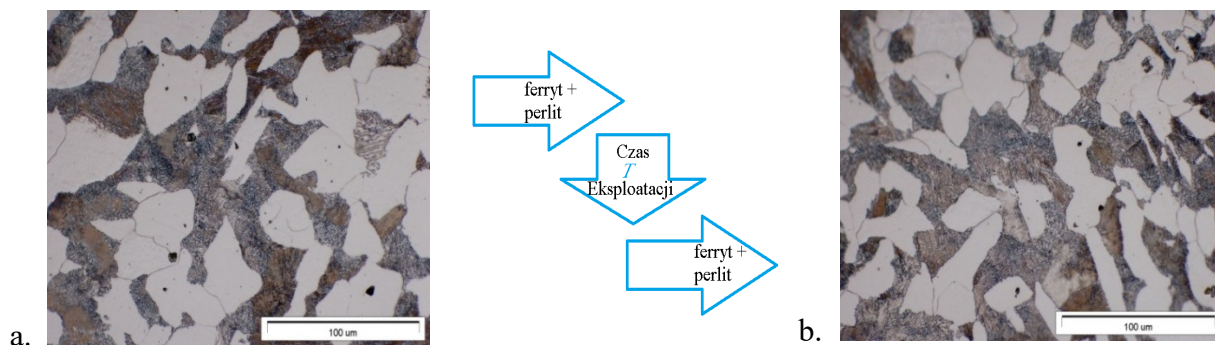 ferryt +
perlit
Czas
T
Eksploatacji
ferryt +
perlit
100 um
100 um
a.
b.